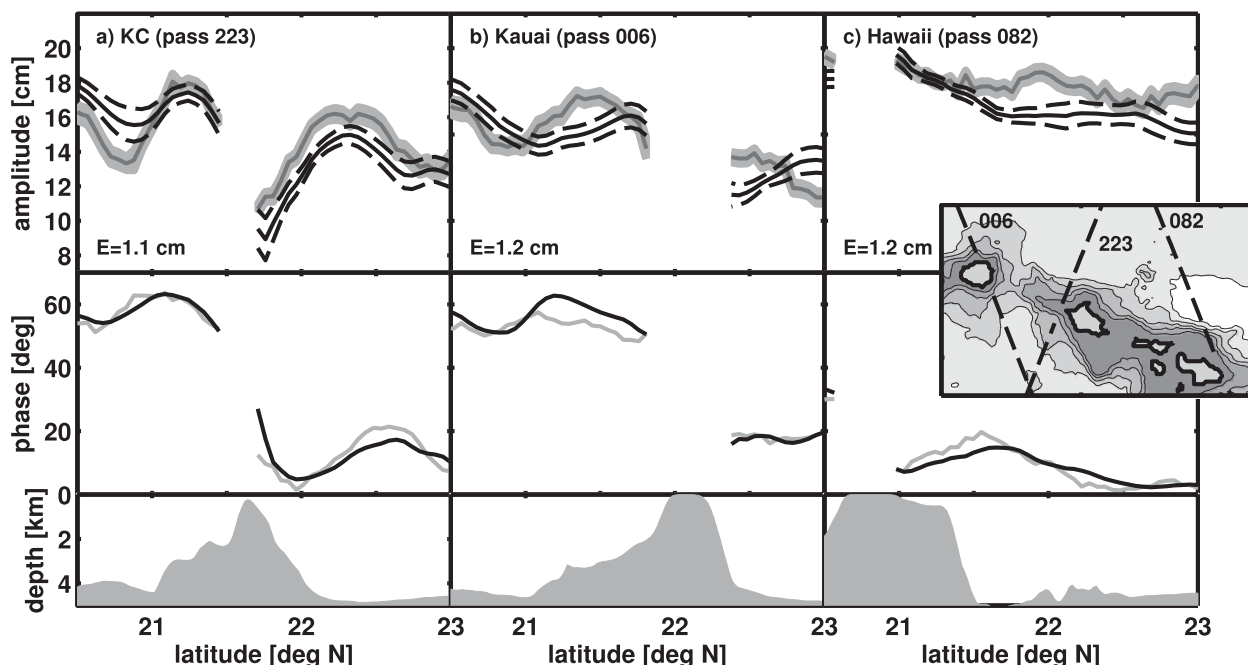 a) KC (pass 223)
b) Kauai (pass 006)
c) Hawaii (pass 082)
amplitude [cm]
20
18
16
14
12
10
8
E=1.1 cm
E=1.2 cm
E=1.2 cm
006
223
082
phase [deg]
60
40
20
0
depth [km]
2
4
21 22 23
21 22 23
22 23
latitude [deg N]
latitude [deg N]
latitude [deg N]